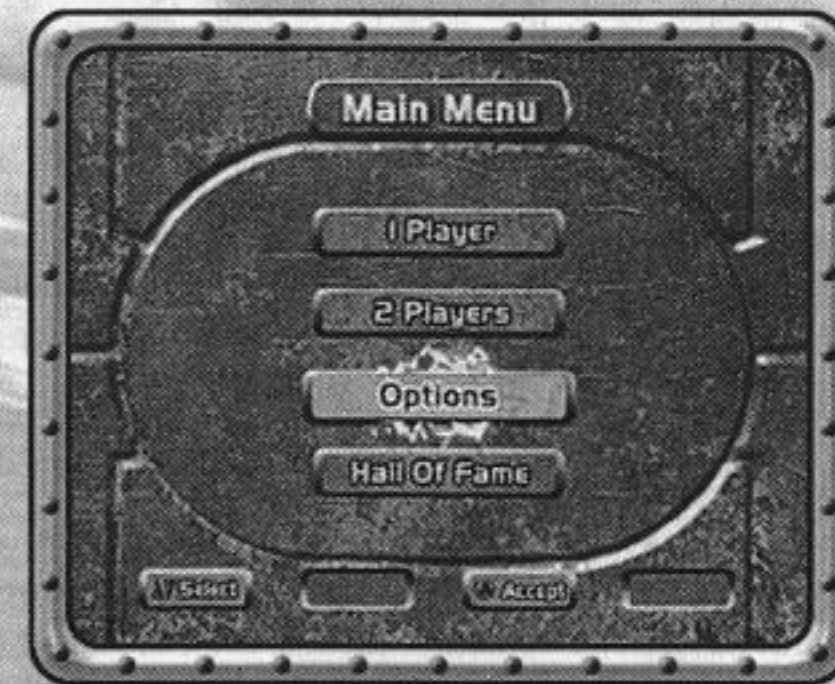 Main Menu
1 Player
2 Players
Options
Hall Of Fame
Select
Accept